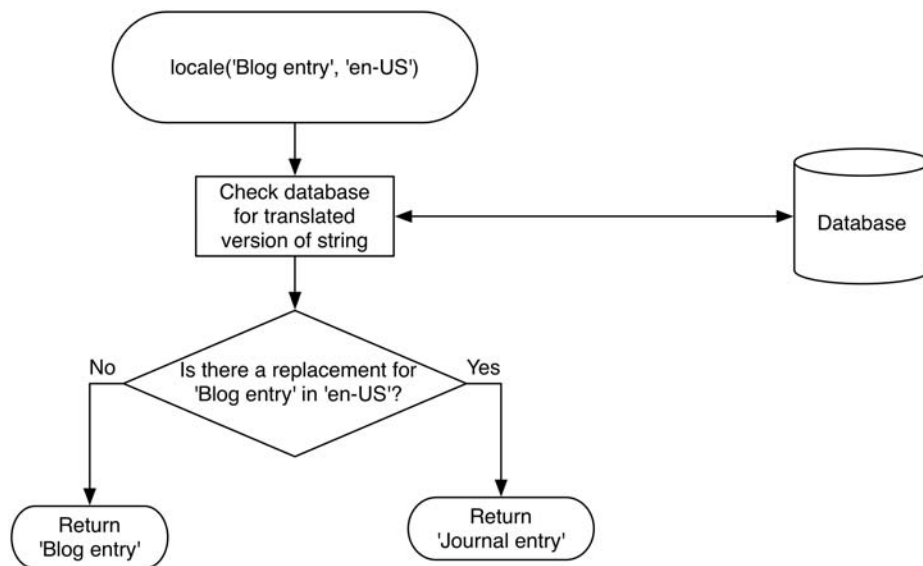 locale('Blog entry', 'en-US')
Check database
for translated
version of string
Database
Is there a replacement for
'Blog entry' in 'en-US'?
No
Yes
Return
'Blog entry'
Return
'Journal entry'